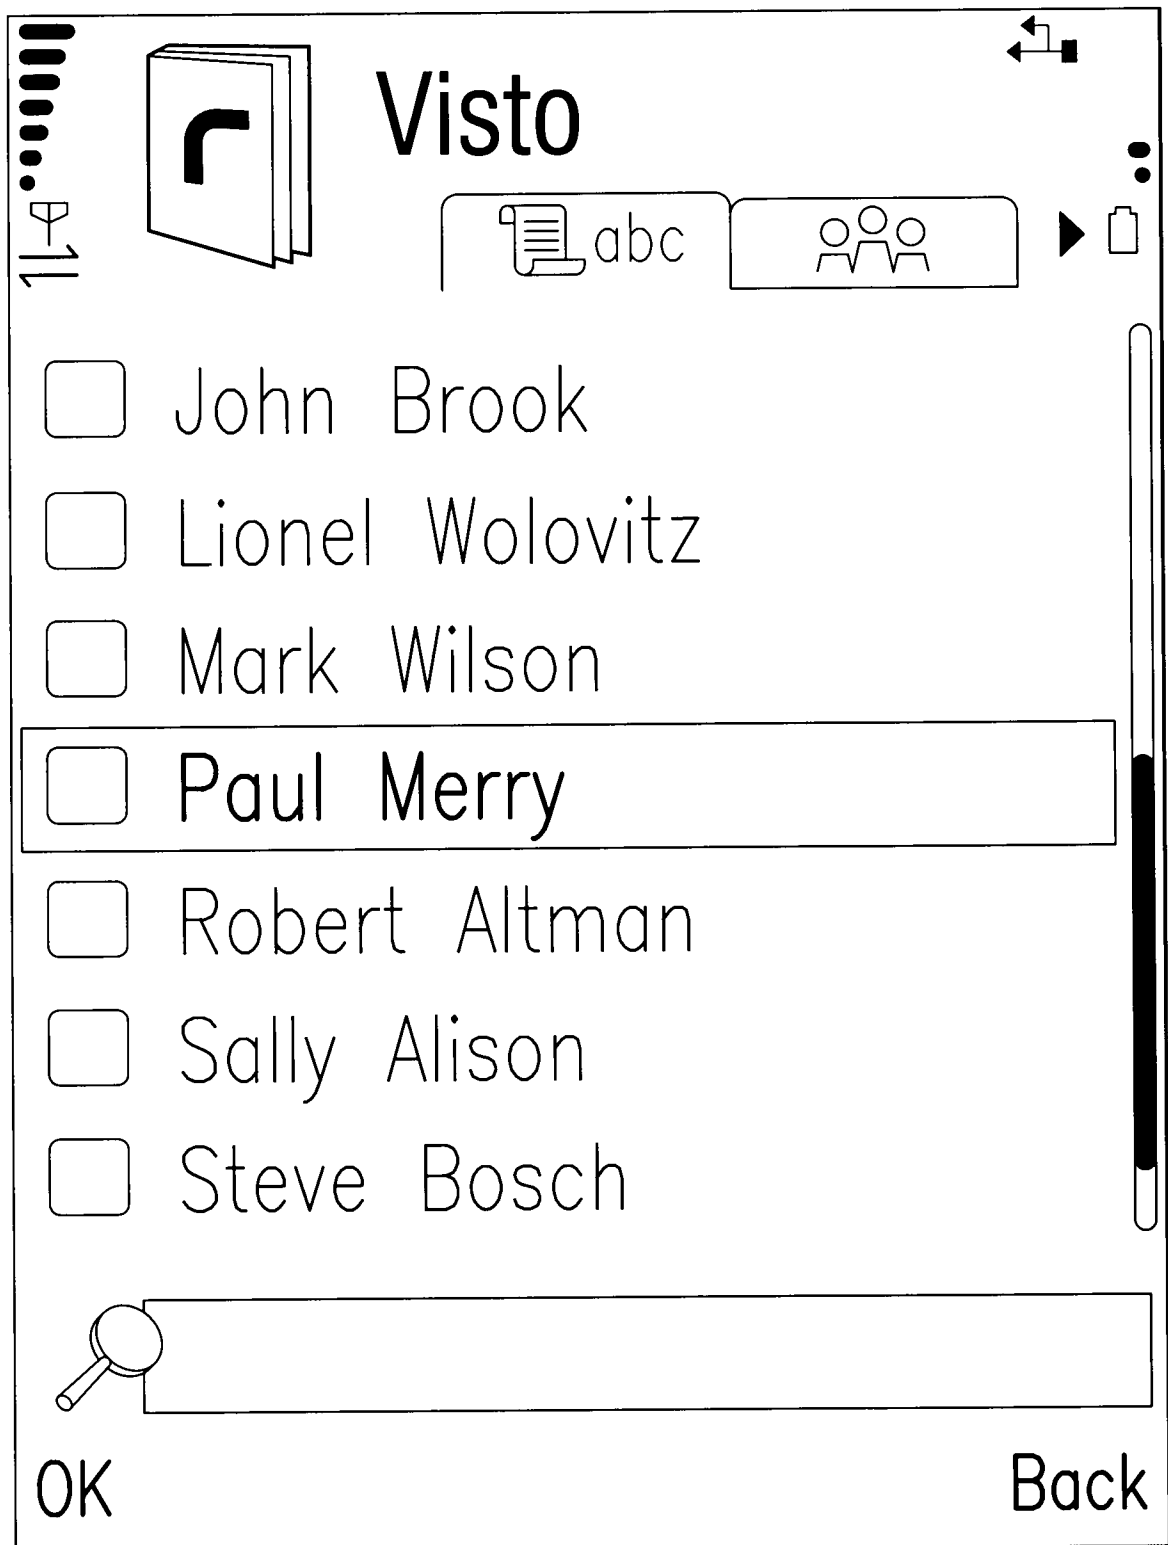 Visto
abc
John Brook
Lionel Wolovitz
Mark Wilson
Paul Merry
Robert Altman
Sally Alison
Steve Bosch
OK Back